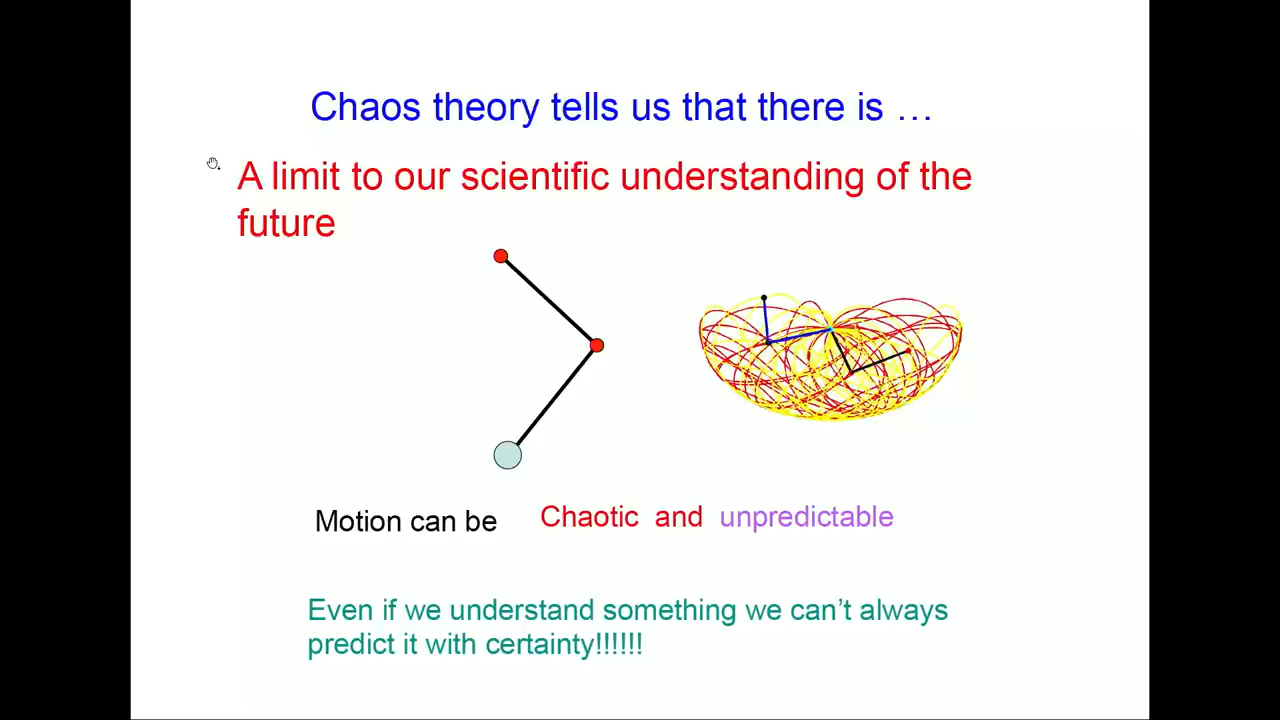 Chaos theory tells us that there is …
A limit to our scientific understanding of the
future
Motion can be Chaotic and unpredictable
Even if we understand something we can’t always
predict it with certainty!!!!!!